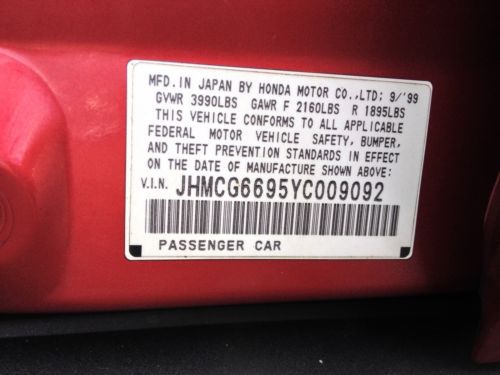 MFD. IN JAPAN BY HONDA MOTOR CO.,LTD; 9/'99
GVWR 3990LBS GAWR F 2160LBS R 1895LBS
THIS VEHICLE CONFORMS TO ALL APPLICABLE
FEDERAL MOTOR VEHICLE SAFETY, BUMPER,
AND THEFT PREVENTION STANDARDS IN EFFECT
ON THE DATE OF MANUFACTURE SHOWN ABOVE:
V.I.N. JHMCG6695YC009092
PASSENGER CAR